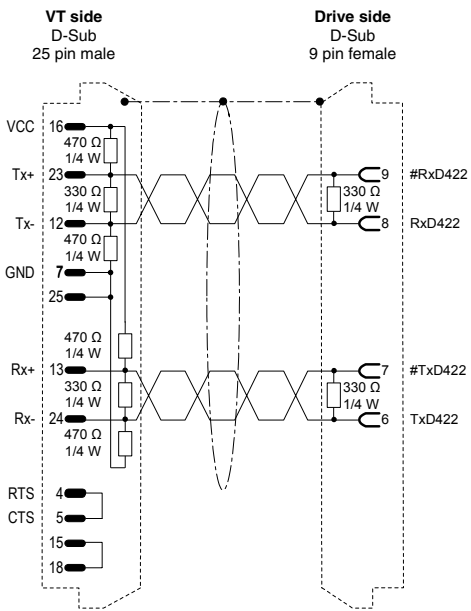 VT side
D-Sub
25 pin male
Drive side
D-Sub
9 pin female
VCC 16
470 Ω
1/4 W
Tx+ 23
330 Ω
1/4 W
Tx- 12
470 Ω
1/4 W
GND 7
25
470 Ω
1/4 W
Rx+ 13
330 Ω
1/4 W
Rx- 24
470 Ω
1/4 W
RTS 4
CTS 5
15
18
9 #RxD422
330 Ω
1/4 W
8 RxD422
7 #TxD422
330 Ω
1/4 W
6 TxD422